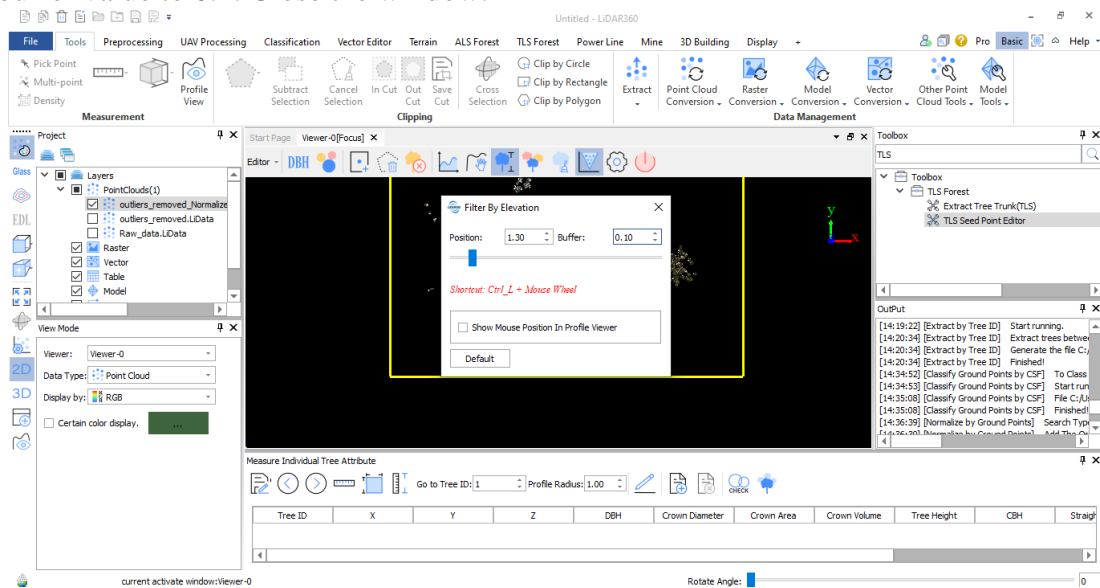 Untitled - LiDAR360
File Tools Preprocessing UAV Processing Classification Vector Editor Terrain ALS Forest TLS Forest Power Line Mine 3D Building Display + Pro Basic Help
Pick Point
Multi-point
Density
Profile View
Measurement
Subtract Selection
Cancel Selection
In Cut
Out Cut
Save Cut
Cross Selection
Clip by Circle
Clip by Rectangle
Clip by Polygon
Clipping
Extract
Point Cloud Conversion
Raster Conversion
Model Conversion
Vector Conversion
Other Point Cloud Tools
Model Tools
Data Management
Project
Glass
EDL
2D
3D
Layers
PointClouds(1)
outliers_removed_Normalize
outliers_removed.LiData
Raw_data.LiData
Raster
Vector
Table
Model
View Mode
Viewer: Viewer-0
Data Type: Point Cloud
Display by: RGB
Certain color display. ...
Start Page Viewer-0[Focus]
Editor DBH
Filter By Elevation
Position: 1.30 Buffer: 0.10
Shortcut: Ctrl_L + Mouse Wheel
Show Mouse Position In Profile Viewer
Default
y
x
Toolbox
TLS
Toolbox
TLS Forest
Extract Tree Trunk(TLS)
TLS Seed Point Editor
OutPut
[14:19:22] [Extract by Tree ID] Start running.
[14:20:34] [Extract by Tree ID] Extract trees betwee
[14:20:34] [Extract by Tree ID] Generate the file C:/
[14:20:34] [Extract by Tree ID] Finished!
[14:34:52] [Classify Ground Points by CSF] To Class
[14:34:53] [Classify Ground Points by CSF] Start run
[14:35:08] [Classify Ground Points by CSF] File C:/Us
[14:35:08] [Classify Ground Points by CSF] Finished!
[14:36:39] [Normalize by Ground Points] Search Type
Measure Individual Tree Attribute
Go to Tree ID: 1 Profile Radius: 1.00 CHECK
Tree ID X Y Z DBH Crown Diameter Crown Area Crown Volume Tree Height CBH Straigh
current activate window:Viewer-0
Rotate Angle: 0